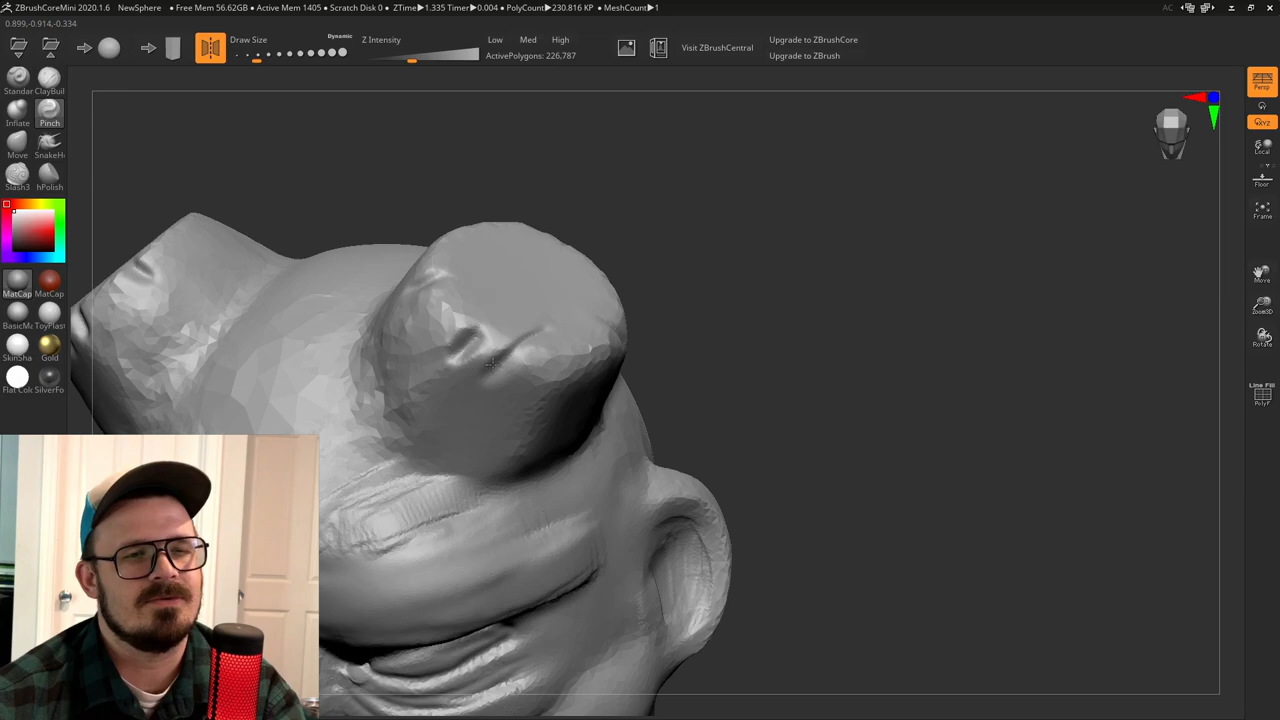 ZBrushCoreMini 2020.1.6 NewSphere ● Free Mem 56.62GB ● Active Mem 1405 ● Scratch Disk 0 ● ZTime▶1.335 Timer▶0.004 ● PolyCount▶230.816 KP ● MeshCount▶1 AC
0.899,-0.914,-0.334
Draw Size Dynamic Z Intensity Low Med High Visit ZBrushCentral Upgrade to ZBrushCore
ActivePolygons: 226,787 Upgrade to ZBrush
Standar ClayBuil
Inflate Pinch
Move SnakeH
Slash3 hPolish
MatCap MatCap
BasicMa ToyPlast
SkinSha Gold
Flat Colo SilverFo
Persp
XYZ
Local
Floor
Frame
Move
Zoom3D
Rotate
Line Fill
PolyF